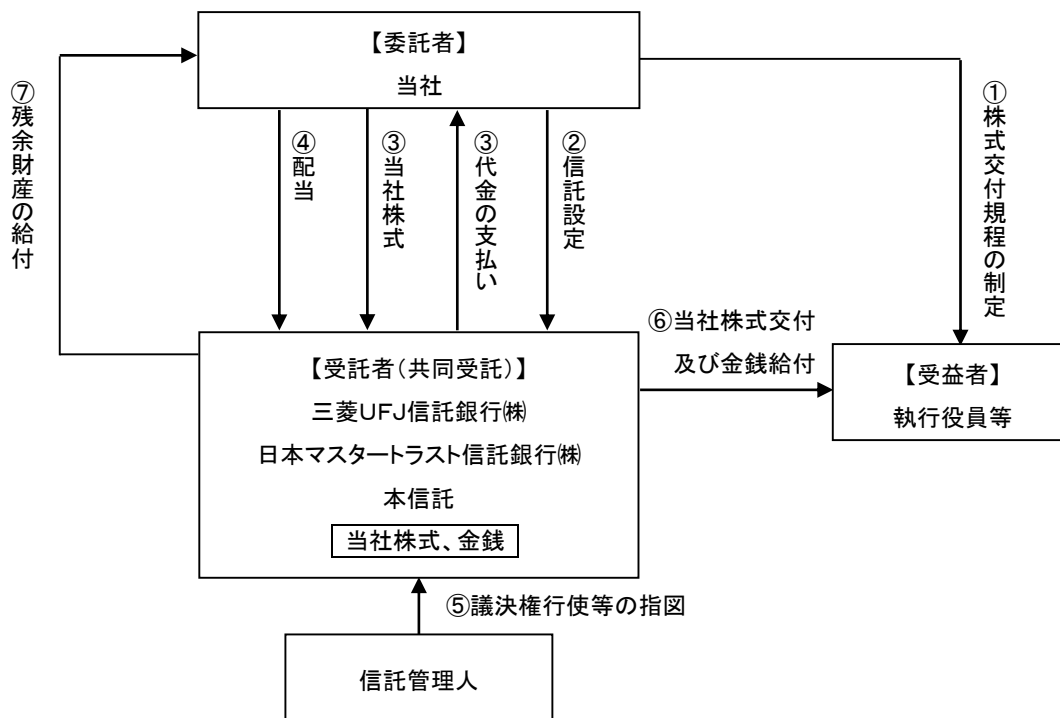 【委託者】
当社
⑦残余財産の給付
④配当
③当社株式
③代金の支払い
②信託設定
①株式交付規程の制定
【受託者(共同受託)】
三菱UFJ信託銀行㈱
日本マスタートラスト信託銀行㈱
本信託
当社株式、金銭
⑥当社株式交付
及び金銭給付
【受益者】
執行役員等
⑤議決権行使等の指図
信託管理人